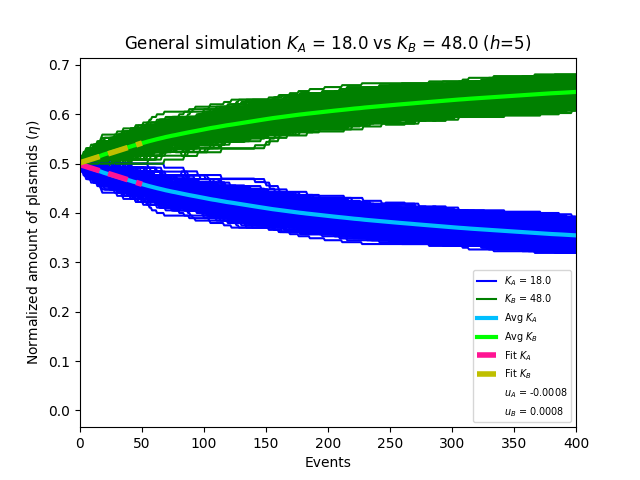 General simulation K_A = 18.0 vs K_B = 48.0 (h=5)
Normalized amount of plasmids (η)
0.7
0.6
0.5
0.4
0.3
0.2
0.1
0.0
K_A = 18.0
K_B = 48.0
Avg K_A
Avg K_B
Fit K_A
Fit K_B
u_A = -0.0008
u_B = 0.0008
0 50 100 150 200 250 300 350 400
Events